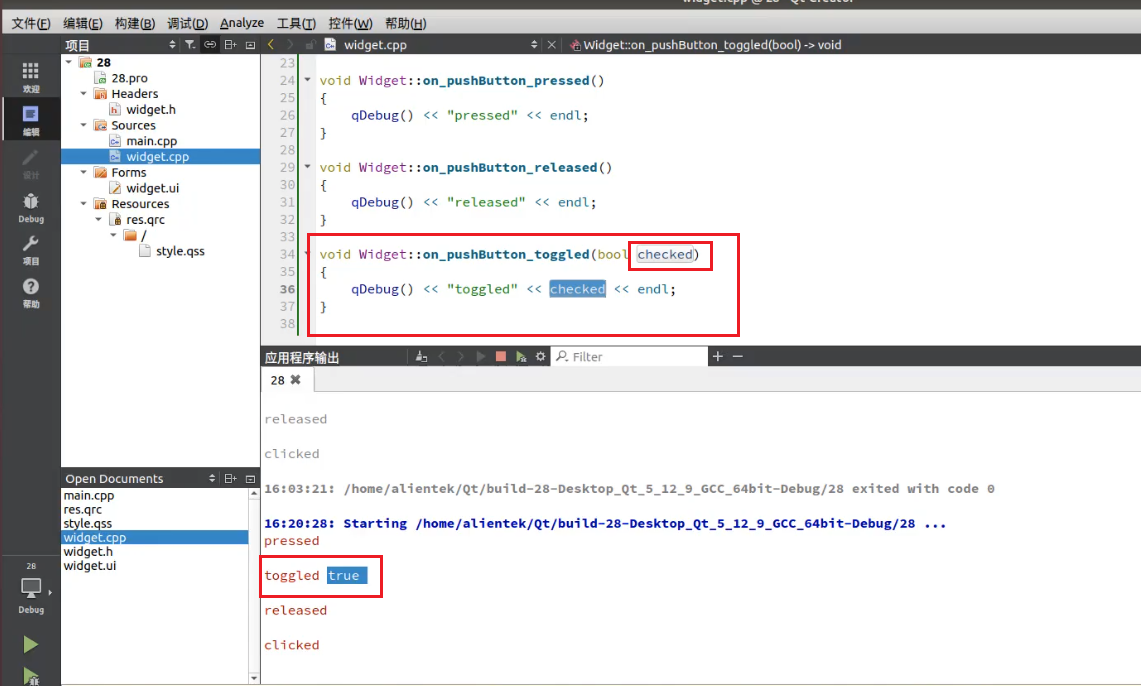 widget.cpp @ 28 - Qt Creator
文件(F) 编辑(E) 构建(B) 调试(D) Analyze 工具(T) 控件(W) 帮助(H)
项目
widget.cpp
Widget::on_pushButton_toggled(bool) -> void
欢迎
编辑
设计
Debug
项目
帮助
28
28.pro
Headers
widget.h
Sources
main.cpp
widget.cpp
Forms
widget.ui
Resources
res.qrc
/
style.qss
23
24 void Widget::on_pushButton_pressed()
25 {
26 qDebug() << "pressed" << endl;
27 }
28
29 void Widget::on_pushButton_released()
30 {
31 qDebug() << "released" << endl;
32 }
33
34 void Widget::on_pushButton_toggled(bool checked)
35 {
36 qDebug() << "toggled" << checked << endl;
37 }
38
应用程序输出
Filter
28
released
clicked
16:03:21: /home/alientek/Qt/build-28-Desktop_Qt_5_12_9_GCC_64bit-Debug/28 exited with code 0
16:20:28: Starting /home/alientek/Qt/build-28-Desktop_Qt_5_12_9_GCC_64bit-Debug/28 ...
pressed
toggled true
released
clicked
Open Documents
main.cpp
res.qrc
style.qss
widget.cpp
widget.h
widget.ui
28
Debug